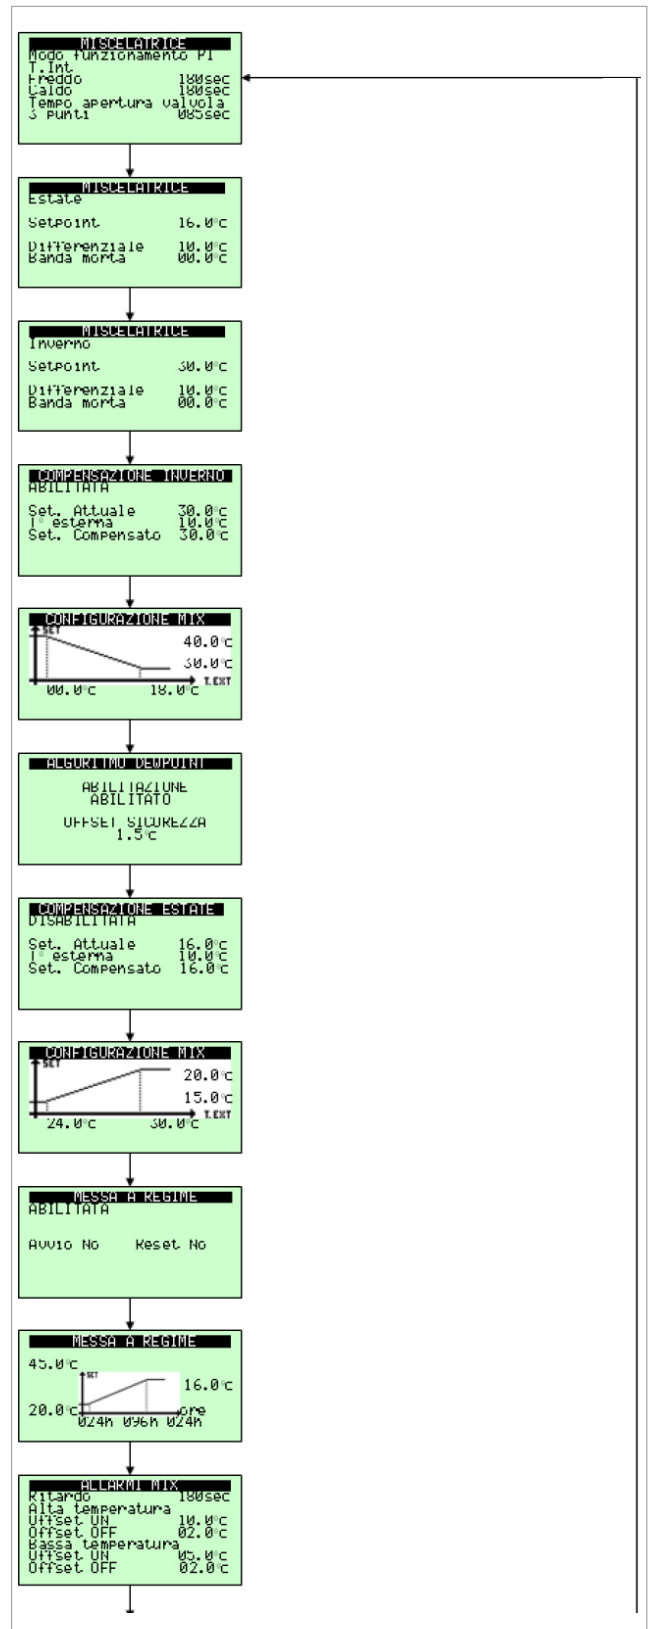 MISCELATRICE
Modo funzionamento PI
T.Int
Freddo 180sec
Caldo 180sec
Tempo apertura valvola
3 punti 085sec
MISCELATRICE
Estate
Setpoint 16.0°c
Differenziale 10.0°c
Banda morta 00.0°c
MISCELATRICE
Inverno
Setpoint 30.0°c
Differenziale 10.0°c
Banda morta 00.0°c
COMPENSAZIONE INVERNO
ABILITATA
Set. Attuale 30.0°c
T° esterna 10.0°c
Set. Compensato 30.0°c
CONFIGURAZIONE MIX
SET
40.0°c
30.0°c
T.EXT
00.0°c 18.0°c
ALGORITMO DEWPOINT
ABILITAZIONE
ABILITATO
OFFSET SICUREZZA
1.5°c
COMPENSAZIONE ESTATE
DISABILITATA
Set. Attuale 16.0°c
T° esterna 10.0°c
Set. Compensato 16.0°c
CONFIGURAZIONE MIX
SET
20.0°c
15.0°c
T.EXT
24.0°c 30.0°c
MESSA A REGIME
ABILITATA
Avvio No Reset No
MESSA A REGIME
45.0°c
SET
16.0°c
20.0°c ore
024h 096h 024h
ALLARMI MIX
Ritardo 180sec
Alta temperatura
Offset ON 10.0°c
Offset OFF 02.0°c
Bassa temperatura
Offset ON 05.0°c
Offset OFF 02.0°c